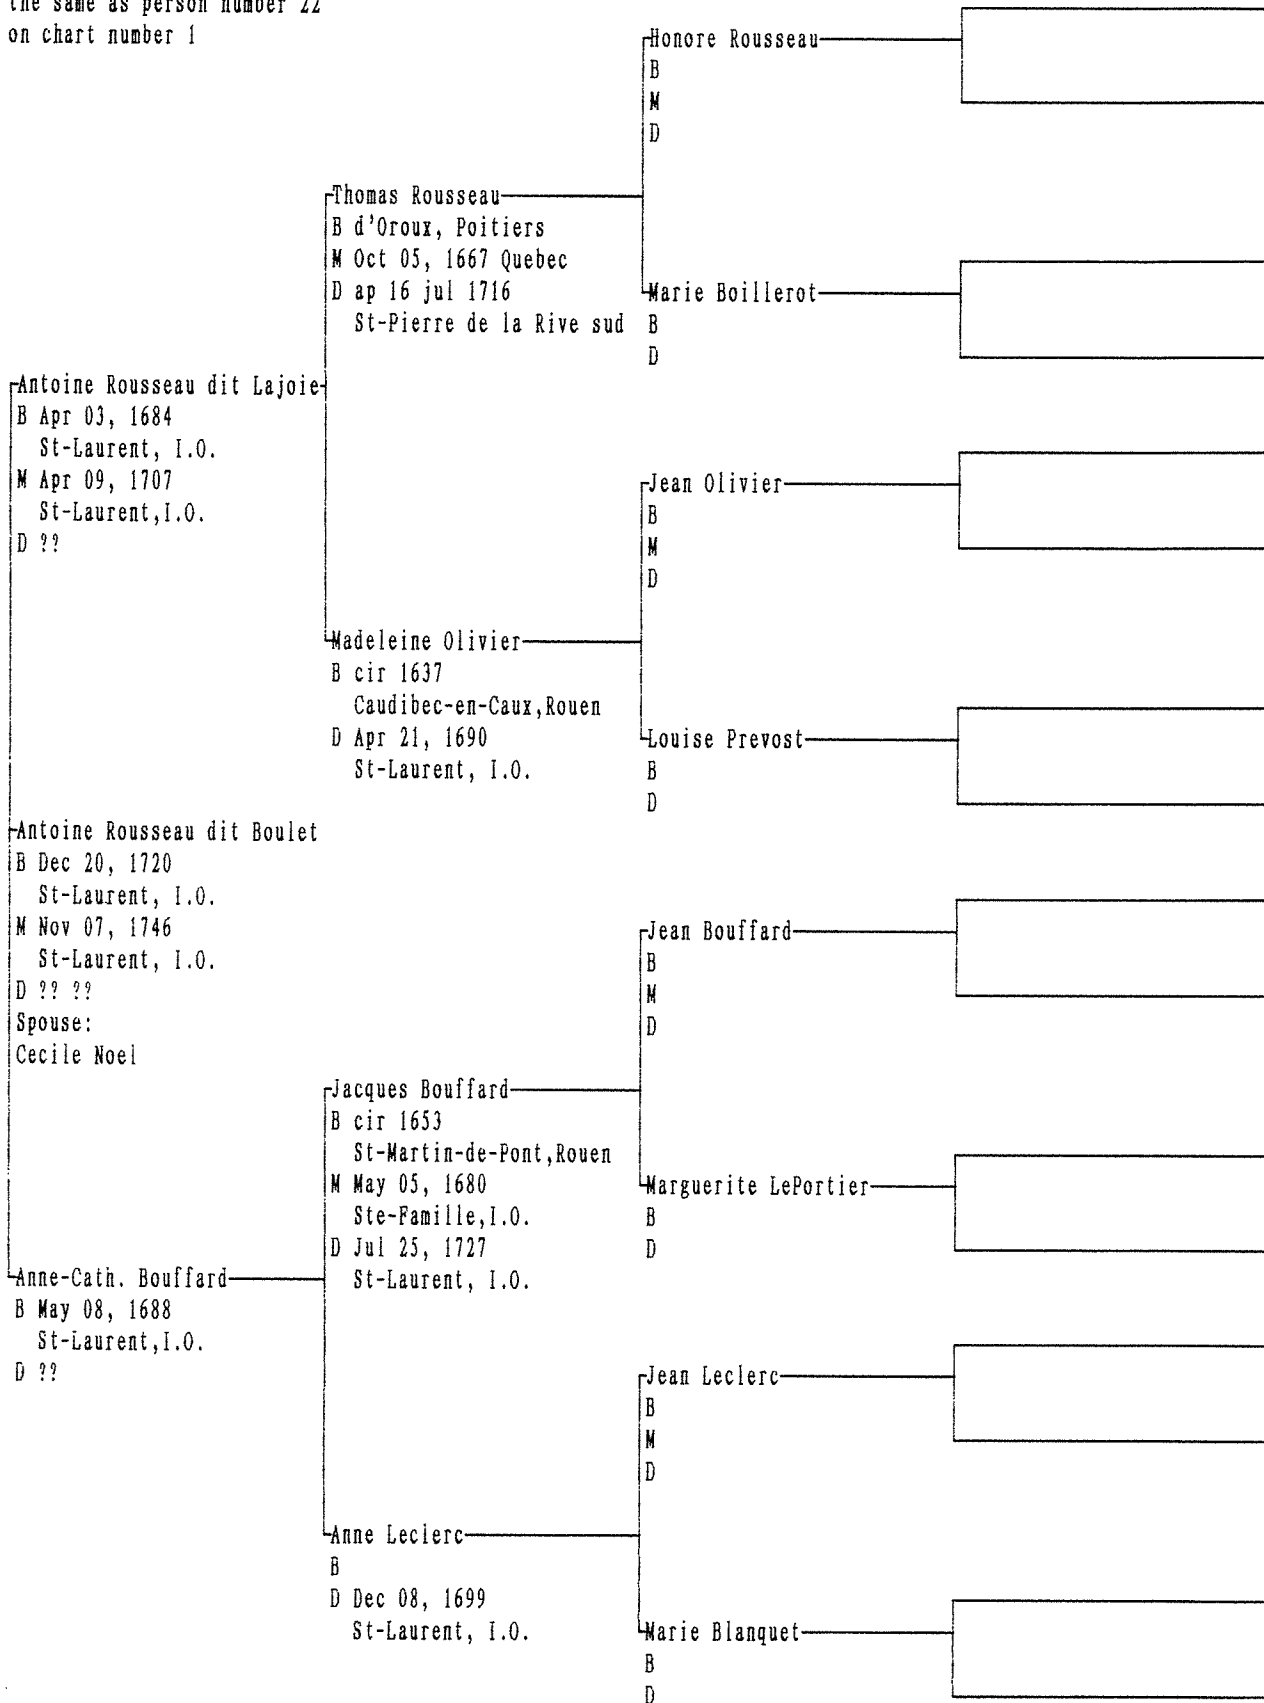 the same as person number 22
on chart number 1
Honore Rousseau
B
M
D
Thomas Rousseau
B d'Oroux, Poitiers
M Oct 05, 1667 Quebec
D ap 16 jul 1716
St-Pierre de la Rive sud
Marie Boillerot
B
D
Antoine Rousseau dit Lajoie
B Apr 03, 1684
St-Laurent, I.O.
M Apr 09, 1707
St-Laurent,I.O.
D ??
Jean Olivier
B
M
D
Madeleine Olivier
B cir 1637
Caudibec-en-Caux,Rouen
D Apr 21, 1690
St-Laurent, I.O.
Louise Prevost
B
D
Antoine Rousseau dit Boulet
B Dec 20, 1720
St-Laurent, I.O.
M Nov 07, 1746
St-Laurent, I.O.
D ?? ??
Spouse:
Cecile Noel
Jean Bouffard
B
M
D
Jacques Bouffard
B cir 1653
St-Martin-de-Pont,Rouen
M May 05, 1680
Ste-Famille,I.O.
D Jul 25, 1727
St-Laurent, I.O.
Marguerite LePortier
B
D
Anne-Cath. Bouffard
B May 08, 1688
St-Laurent,I.O.
D ??
Jean Leclerc
B
M
D
Anne Leclerc
B
D Dec 08, 1699
St-Laurent, I.O.
Marie Blanquet
B
D